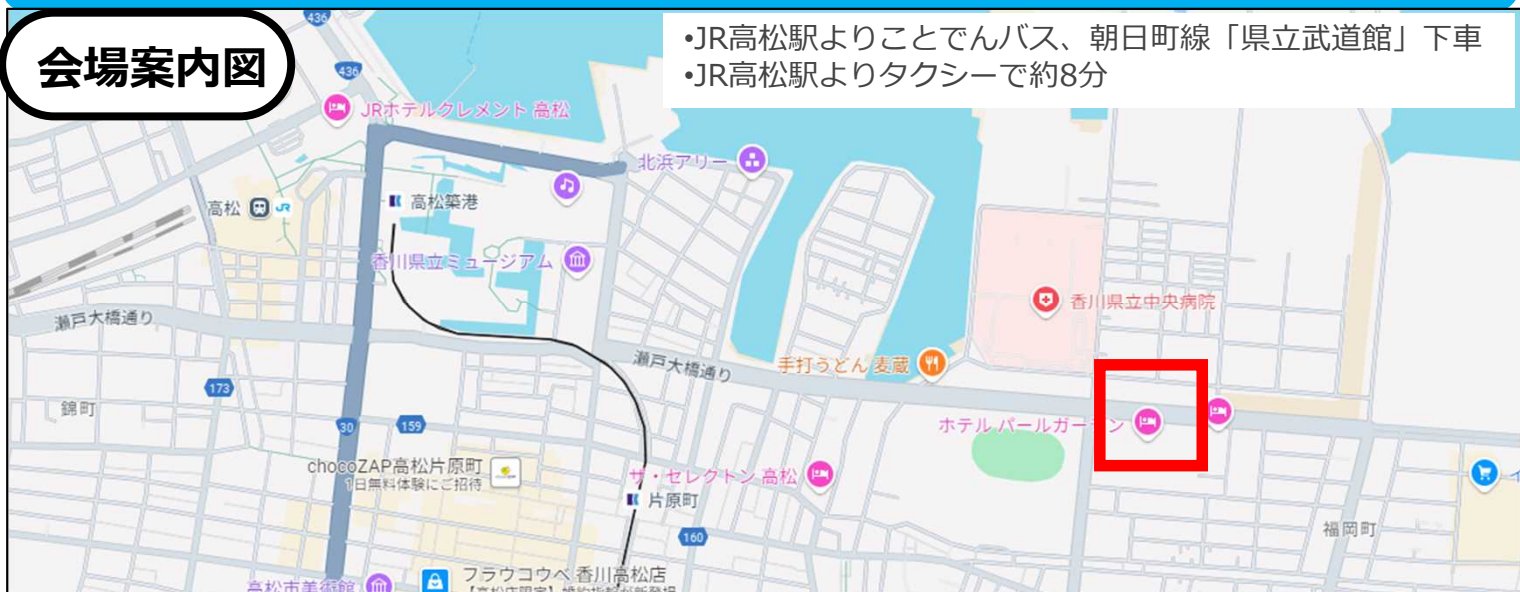 会場案内図
•JR高松駅よりことでんバス、朝日町線「県立武道館」下車
•JR高松駅よりタクシーで約8分
436
436
JRホテルクレメント 高松
北浜アリー
高松
JR
高松築港
香川県立ミュージアム
香川県立中央病院
瀬戸大橋通り
瀬戸大橋通り
手打うどん 麦蔵
173
錦町
30
159
ホテル パールガーデン
chocoZAP高松片原町
1日無料体験にご招待
ザ・セレクトン 高松
片原町
160
福岡町
イ
フラウコウベ 香川高松店
高松市美術館